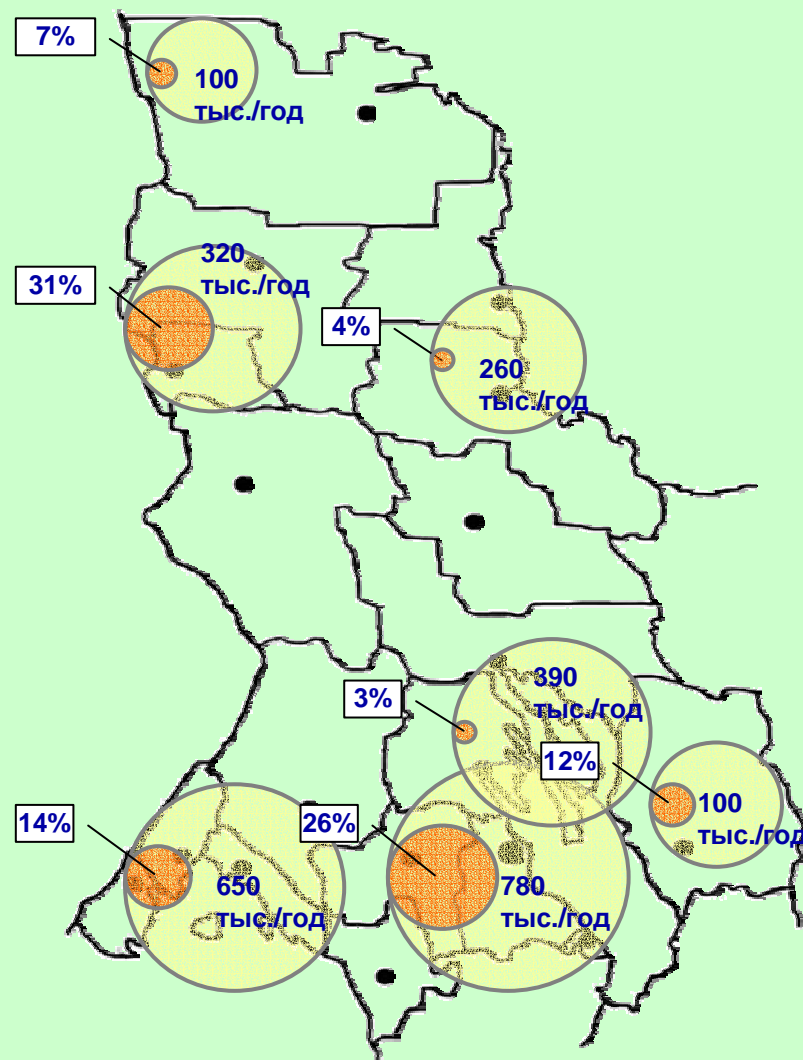 7%
100
тыс./год
320
тыс./год
31%
4%
260
тыс./год
390
тыс./год
3%
12%
100
тыс./год
14%
26%
650
тыс./год
780
тыс./год